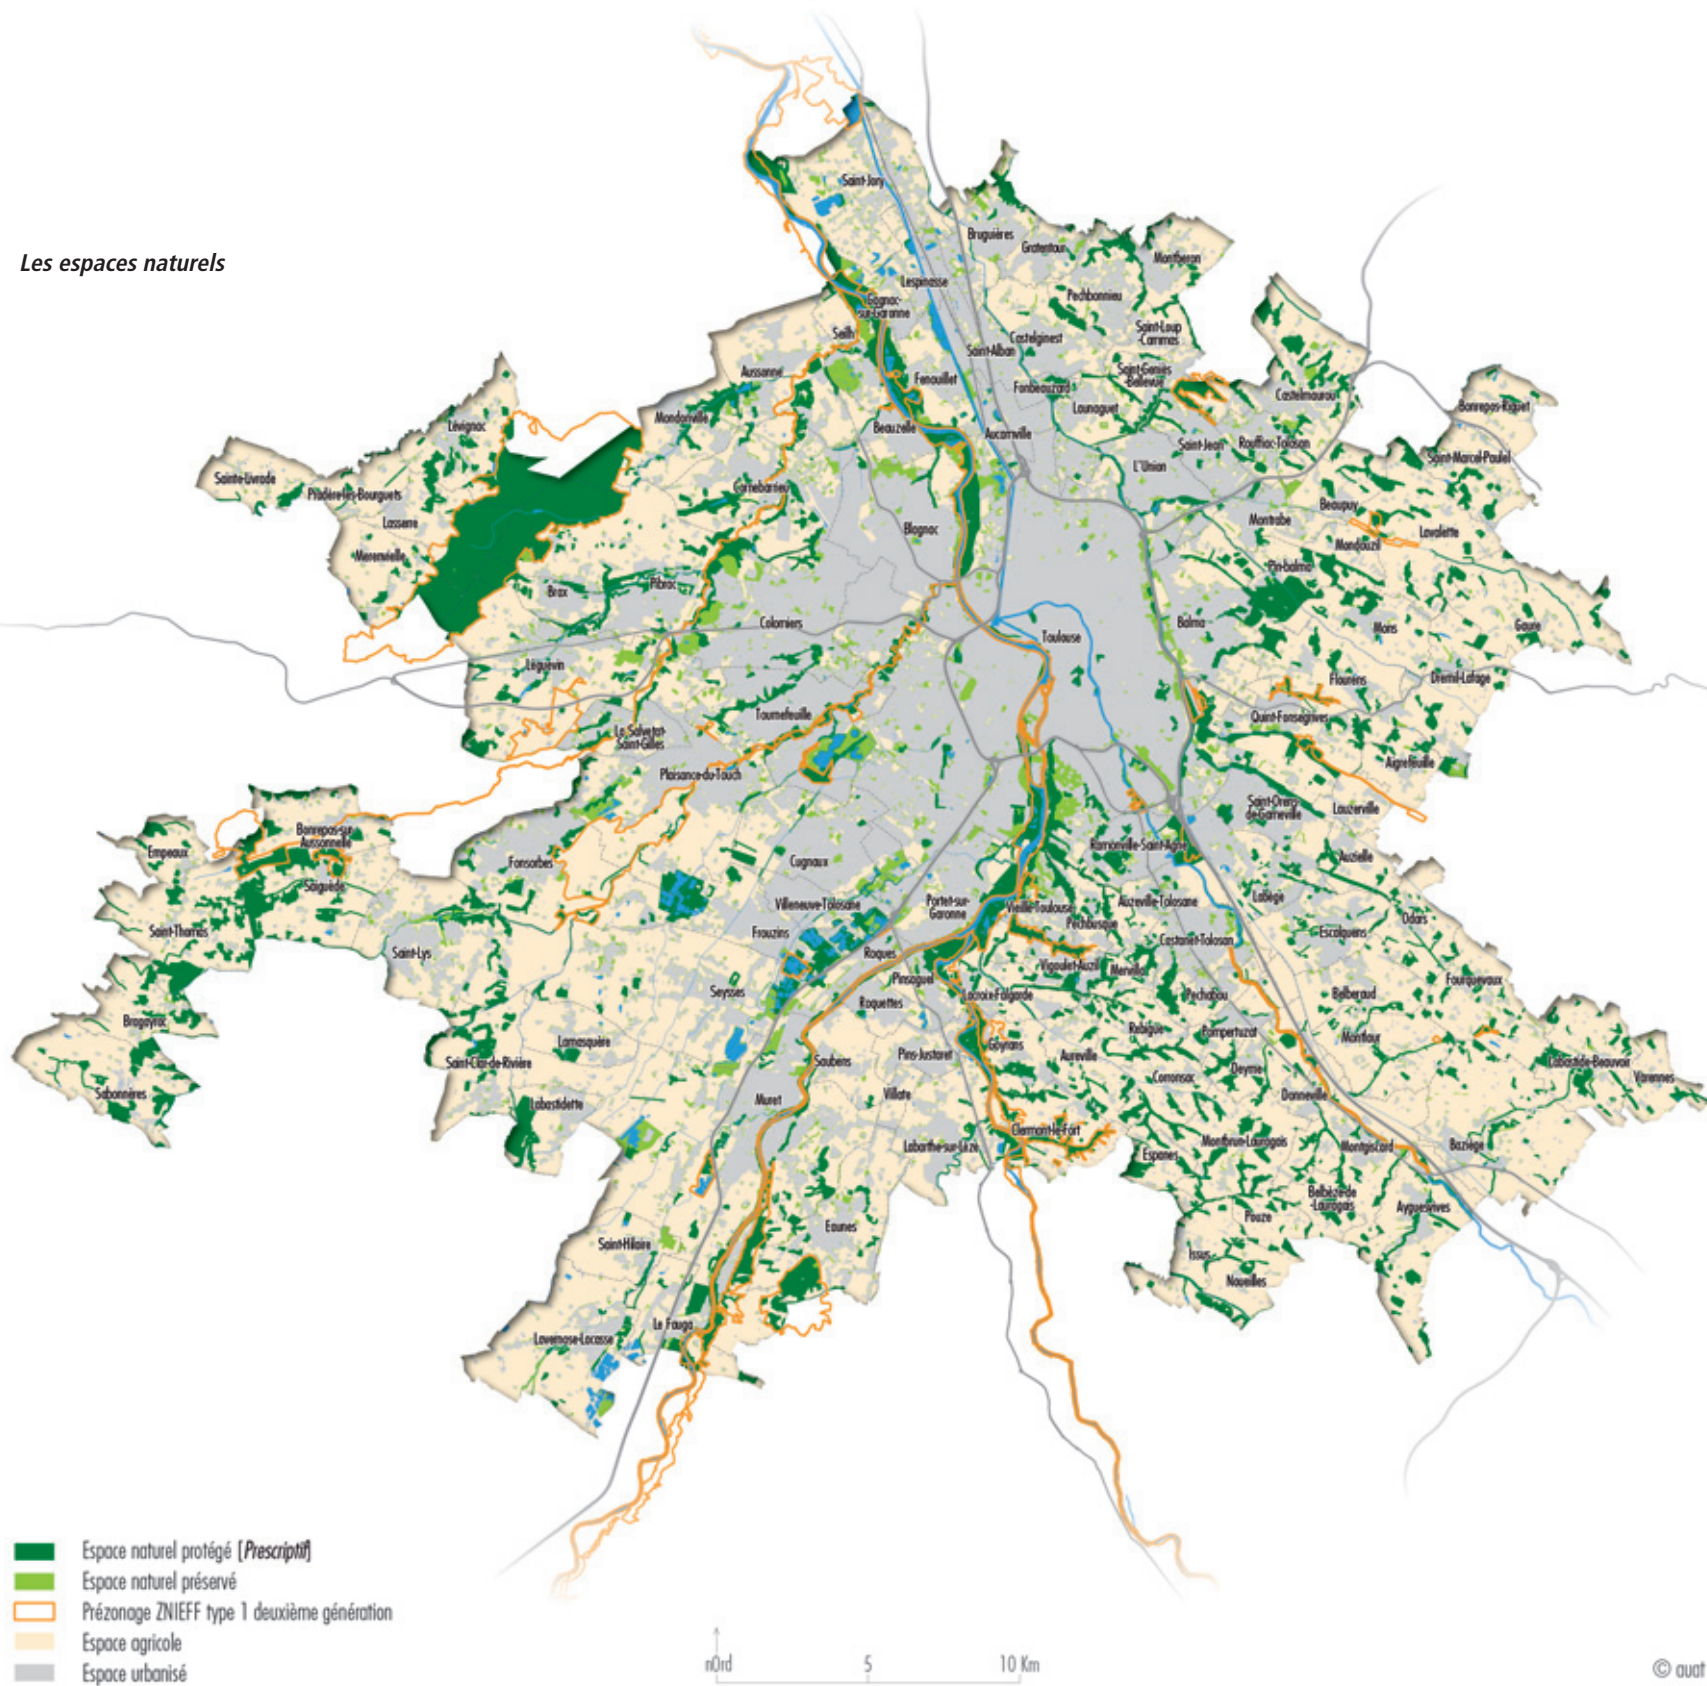 Les espaces naturels
Saint-Jory
Bruguières
Gratentour
Montberon
Lespinasse
Pechbonnieu
Gagnac-
sur-Garonne
Saint-Loup
-Cammas
Seilh
Castelginest
Saint-Alban
Saint-Geniès
-Bellevue
Aussonne
Fenouillet
Fonbeauzard
Castelmaurou
Launaguet
Bonrepos-Riquet
Mondonville
Lévignac
Beauzelle
Aucamville
Saint-Jean
Rouffiac-Tolosan
Saint-Marcel-Paulel
L'Union
Sainte-Livrade
Pradère-les-Bourguets
Cornebarrieu
Beaupuy
Lasserre
Blagnac
Montrabe
Lavalette
Mondouzil
Merenvielle
Pin-balma
Brax
Pibrac
Colomiers
Toulouse
Balma
Mons
Gaure
Léguevin
Flourens
Drémil-Lafage
Tournefeuille
Quint-Fonsegrives
La Salvetat-
Saint-Gilles
Plaisance-du-Touch
Aigrefeuille
Saint-Orens-
de-Gameville
Lauzerville
Bonrepos-sur
Aussonnelle
Empeaux
Ramonville-Saint-Agne
Auzielle
Fonsorbes
Cugnaux
Saiguède
Labège
Villeneuve-Tolosane
Portet-sur-
Garonne
Vieille-Toulouse
Auzeville-Tolosane
Odars
Saint-Thomas
Frouzins
Pechbusque
Escalquens
Castanet-Tolosan
Saint-Lys
Roques
Vigoulet-Auzil
Mervilla
Pinsaguel
Fourquevaux
Seysses
Lacroix-Falgarde
Pechabou
Belberaud
Roquettes
Bragayrac
Rebigue
Pompertuzat
Montlaur
Lamasquère
Goyrans
Pins-Justaret
Aureville
Saint-Clar-de-Rivière
Saubens
Labastide-Beauvoir
Deyme
Corronsac
Varennes
Sabonnères
Villate
Donneville
Muret
Labastidette
Clermont-le-Fort
Labarthe-sur-Lèze
Montbrun-Lauragais
Montgiscard
Baziège
Espanes
Belbèze-de
-Lauragais
Ayguesvives
Pouze
Eaunes
Saint-Hilaire
Issus
Noueilles
Le Fauga
Lavernose-Lacasse
Espace naturel protégé [Prescriptif]
Espace naturel préservé
Prézonage ZNIEFF type 1 deuxième génération
Espace agricole
Espace urbanisé
nOrd
5
10 Km
© auat